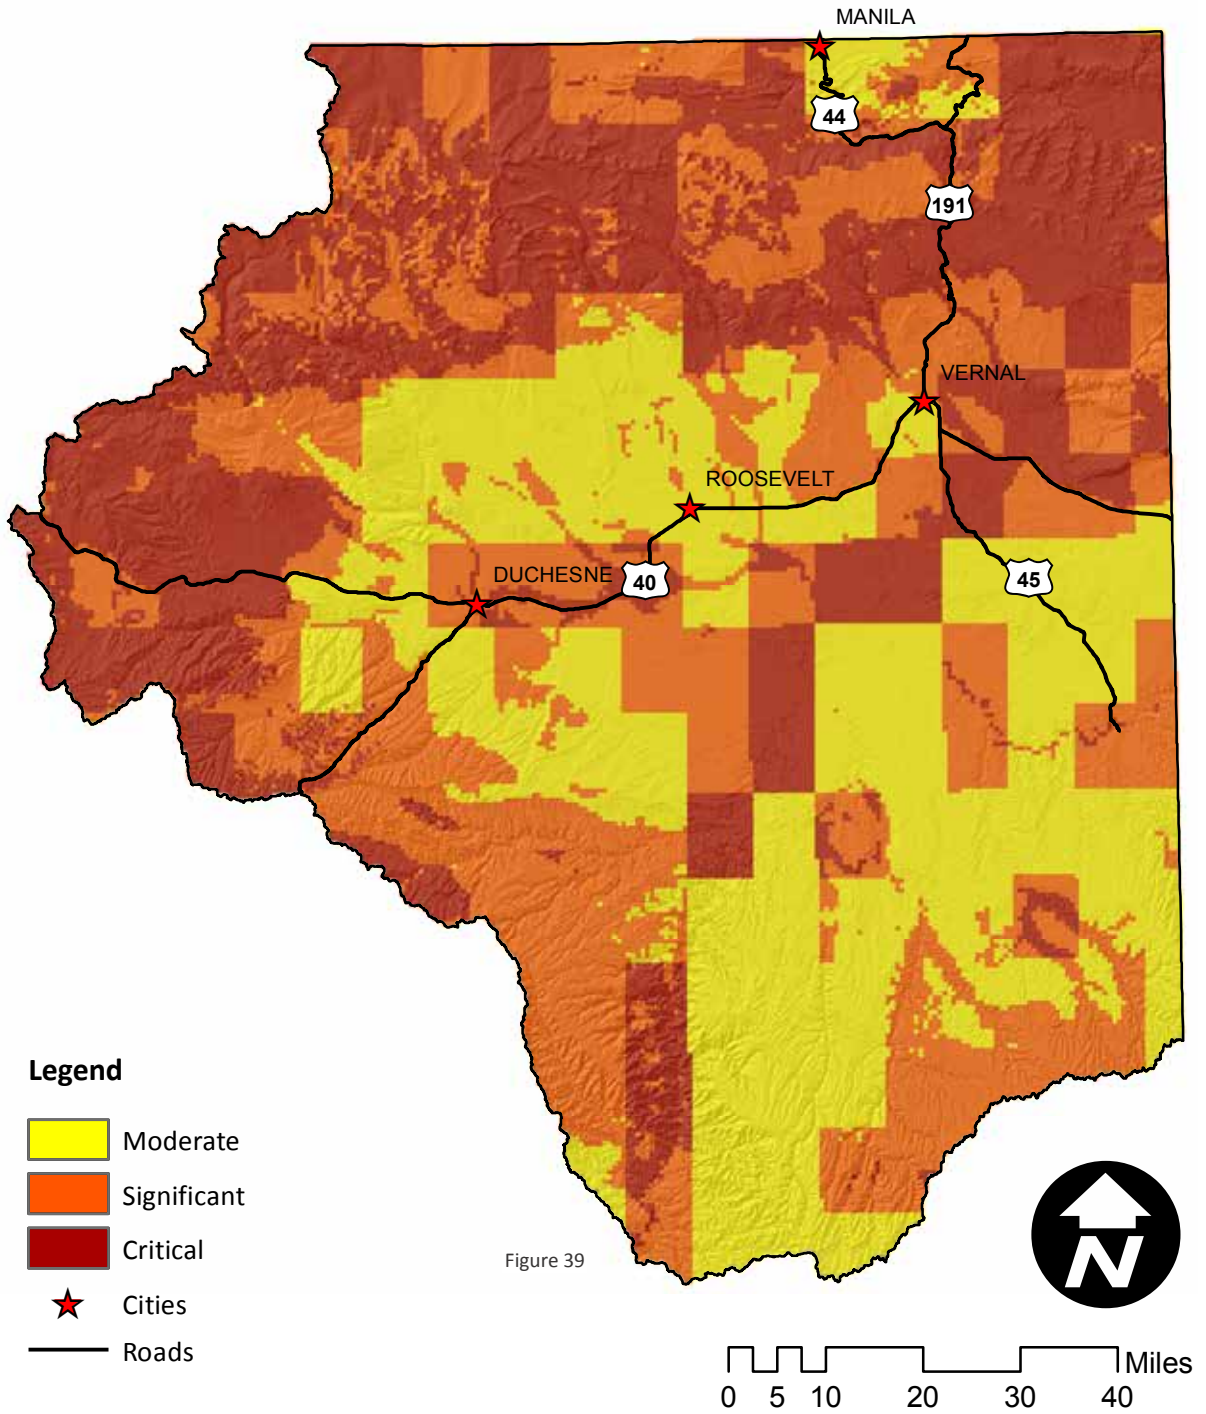 MANILA
44
191
VERNAL
ROOSEVELT
DUCHESNE
40
45
Legend
Moderate
Significant
Critical
Cities
Roads
Figure 39
N
Miles
0 5 10 20 30 40